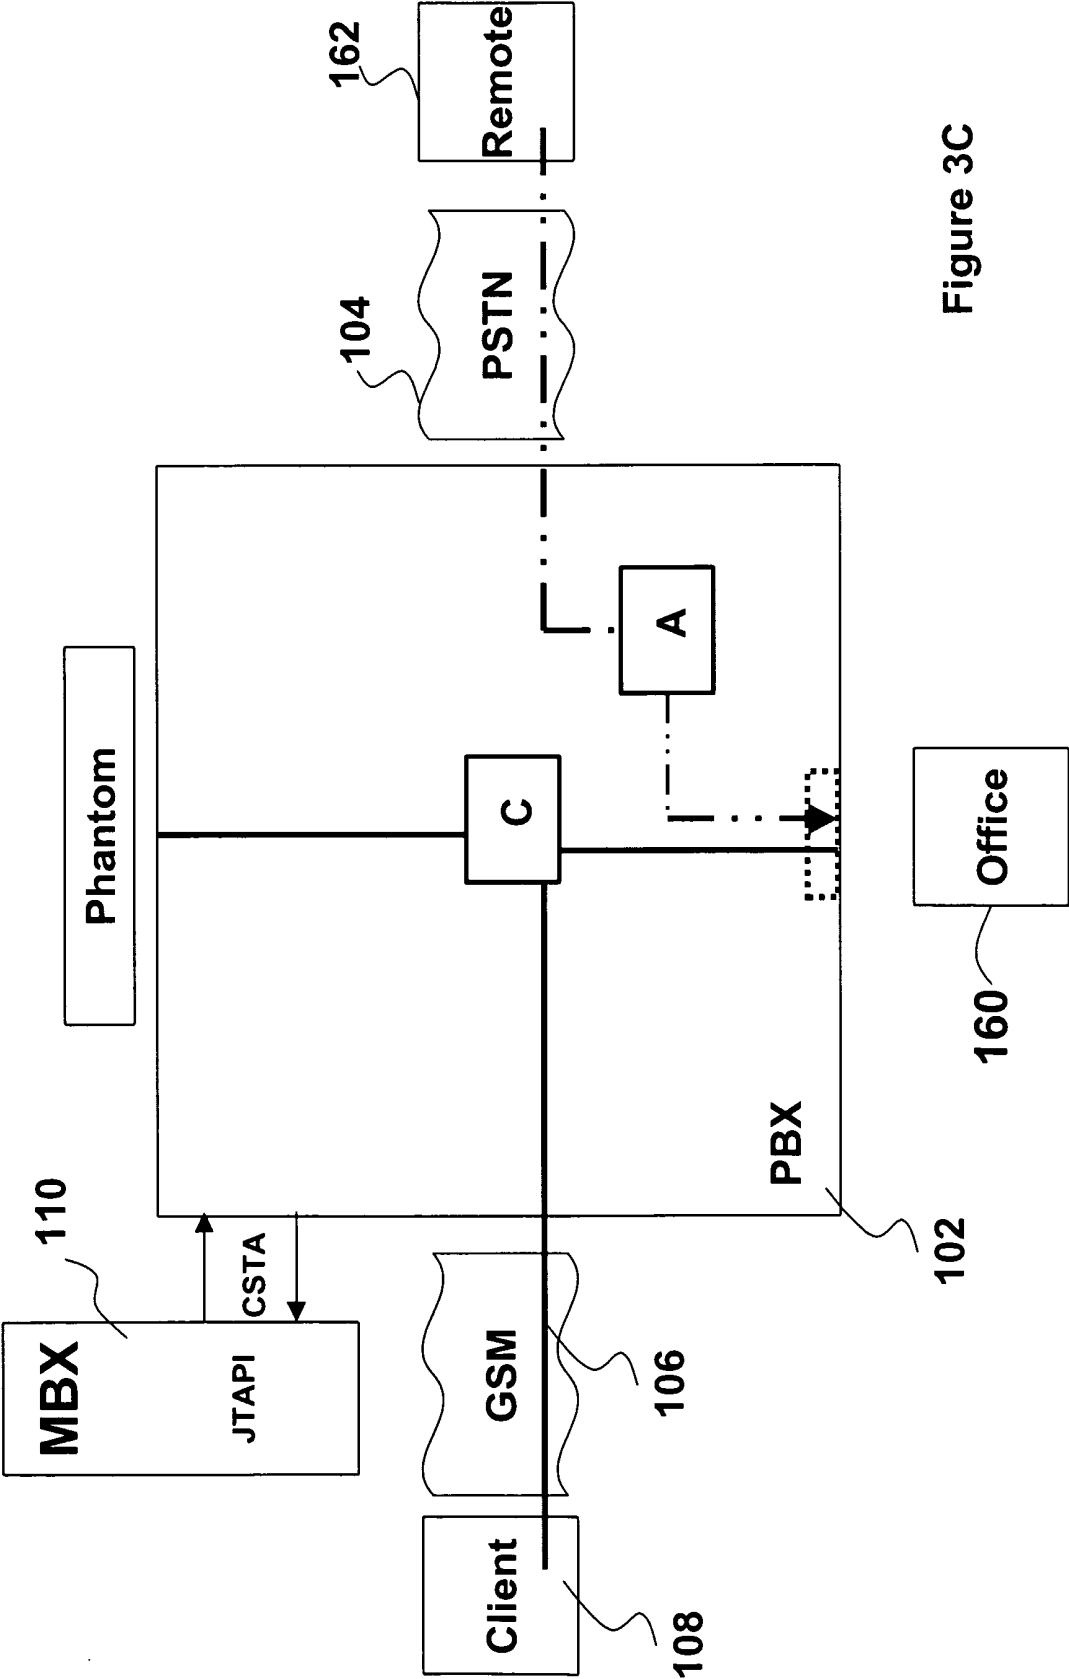 MBX
JTAPI
110
CSTA
Phantom
Client
108
GSM
106
C
A
PBX
102
PSTN
104
Remote
162
Office
160
Figure 3C